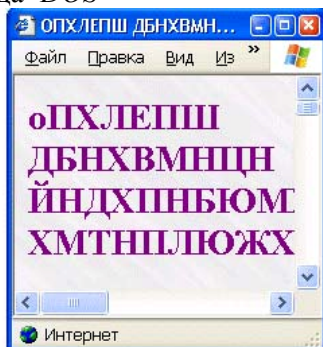 ца DOS
ОПХЛЕПШ ДБНХВМН...
Файл Правка Вид Из »
оПХЛЕПШ
ДБНХВМНЦН
ЙНДХПНБЮМ
ХМТНПЛЮЖХ
Интернет